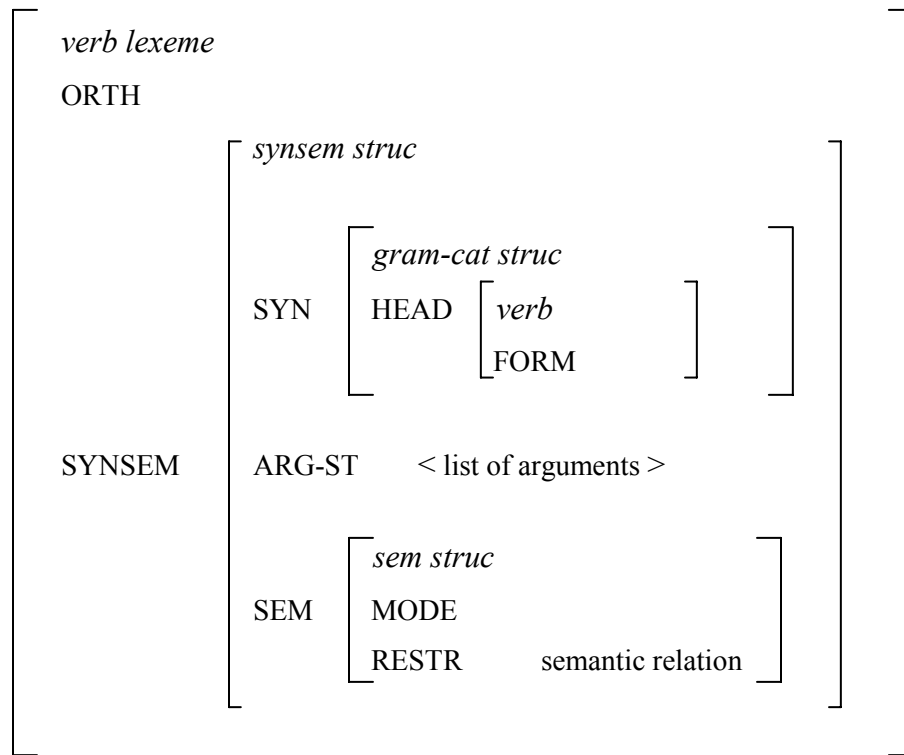 verb lexeme
ORTH
synsem struc
gram-cat struc
SYN HEAD verb
FORM
SYNSEM ARG-ST < list of arguments >
sem struc
SEM MODE
RESTR semantic relation